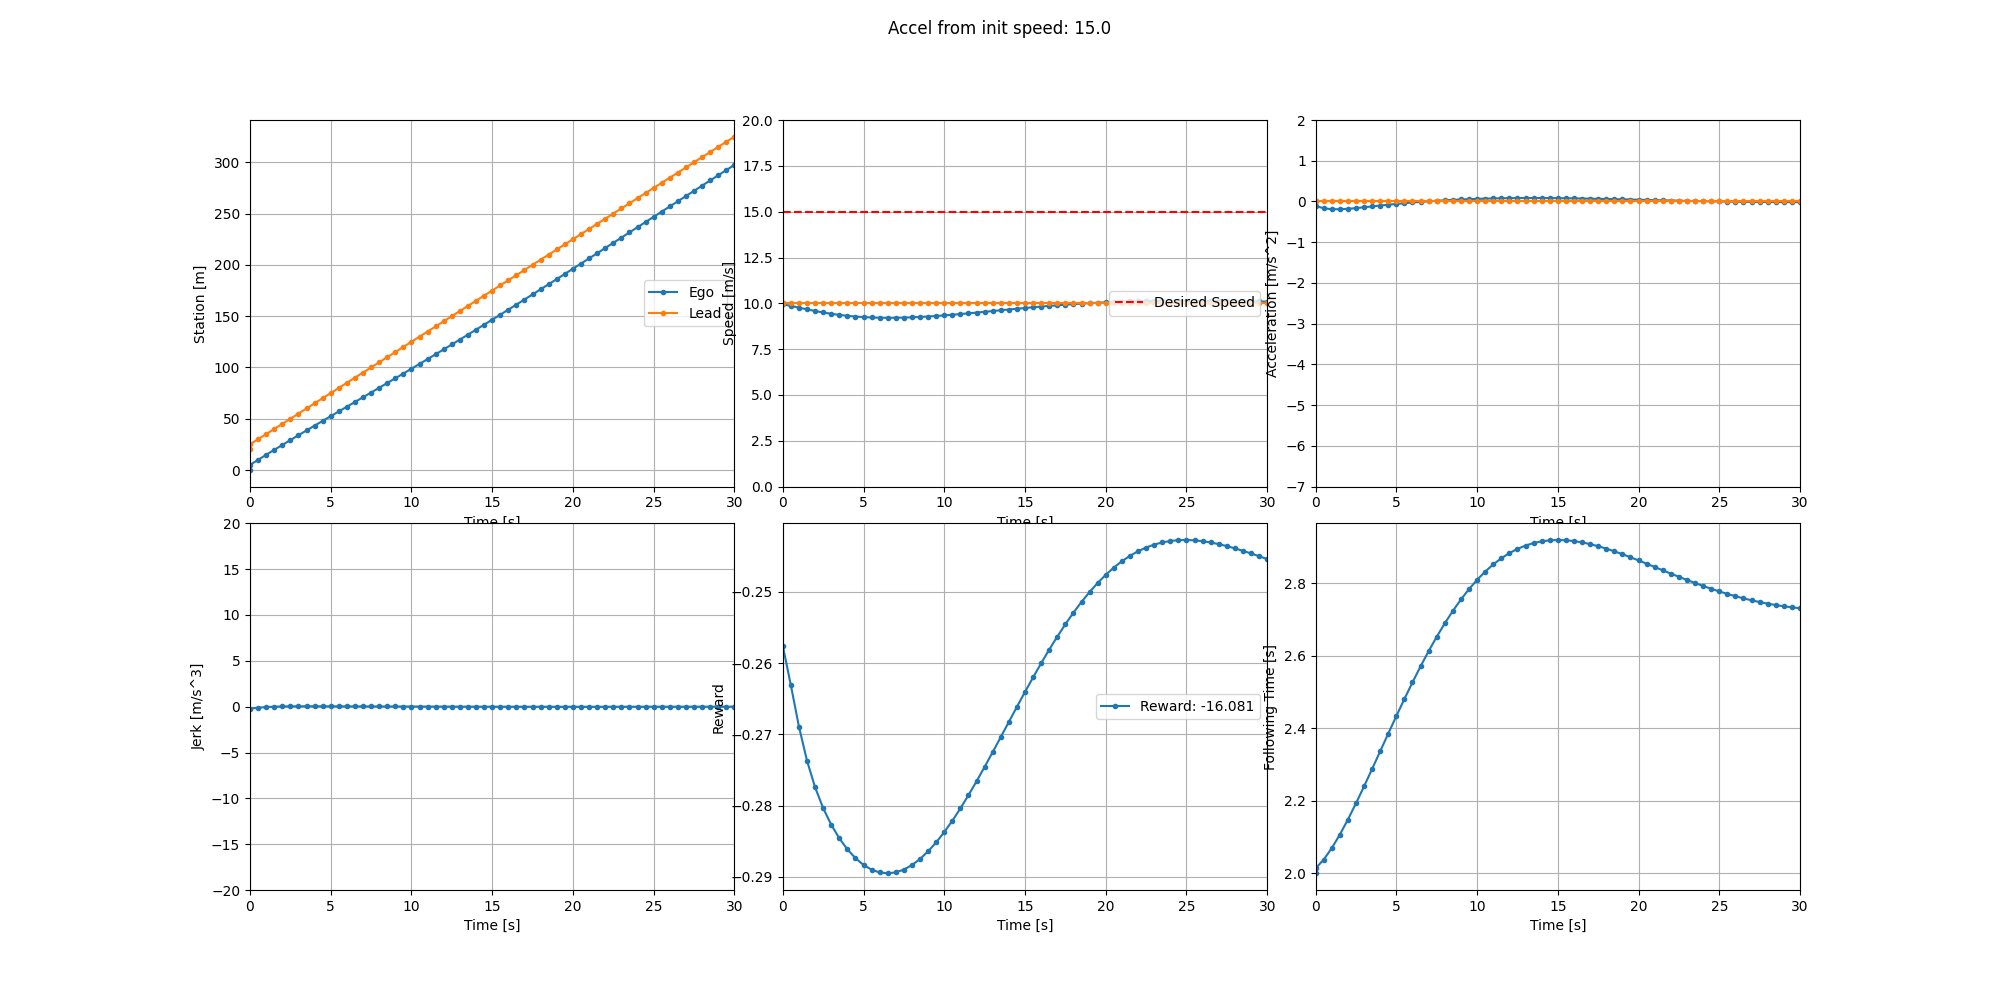 Accel from init speed: 15.0
Station [m]
300
250
200
150
100
50
0
Ego
Lead
0 5 10 15 20 25 30
Time [s]
Speed [m/s]
20.0
17.5
15.0
12.5
10.0
7.5
5.0
2.5
0.0
Desired Speed
0 5 10 15 20 25 30
Time [s]
Acceleration [m/s^2]
2
1
0
−1
−2
−3
−4
−5
−6
−7
0 5 10 15 20 25 30
Time [s]
Jerk [m/s^3]
20
15
10
5
0
−5
−10
−15
−20
0 5 10 15 20 25 30
Time [s]
Reward
−0.25
−0.26
−0.27
−0.28
−0.29
Reward: -16.081
0 5 10 15 20 25 30
Time [s]
Following Time [s]
2.8
2.6
2.4
2.2
2.0
0 5 10 15 20 25 30
Time [s]